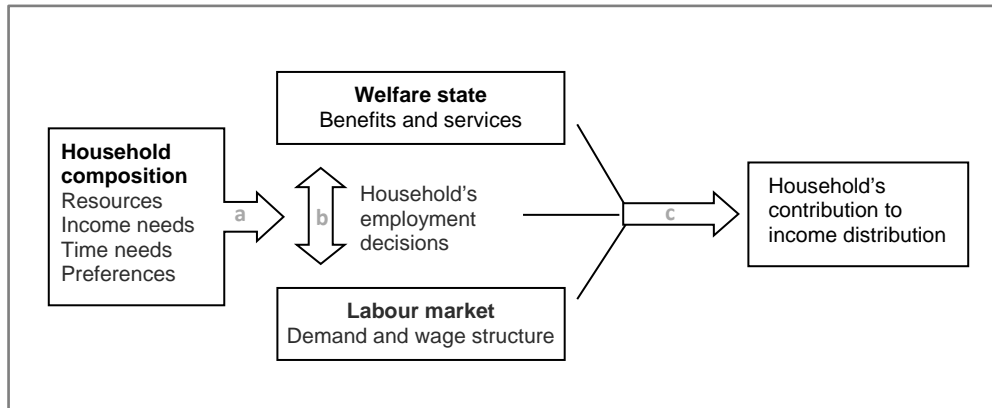 Welfare state
Benefits and services
Household
composition
Resources
Income needs
Time needs
Preferences
a
b
Household’s
employment
decisions
c
Household’s
contribution to
income distribution
Labour market
Demand and wage structure